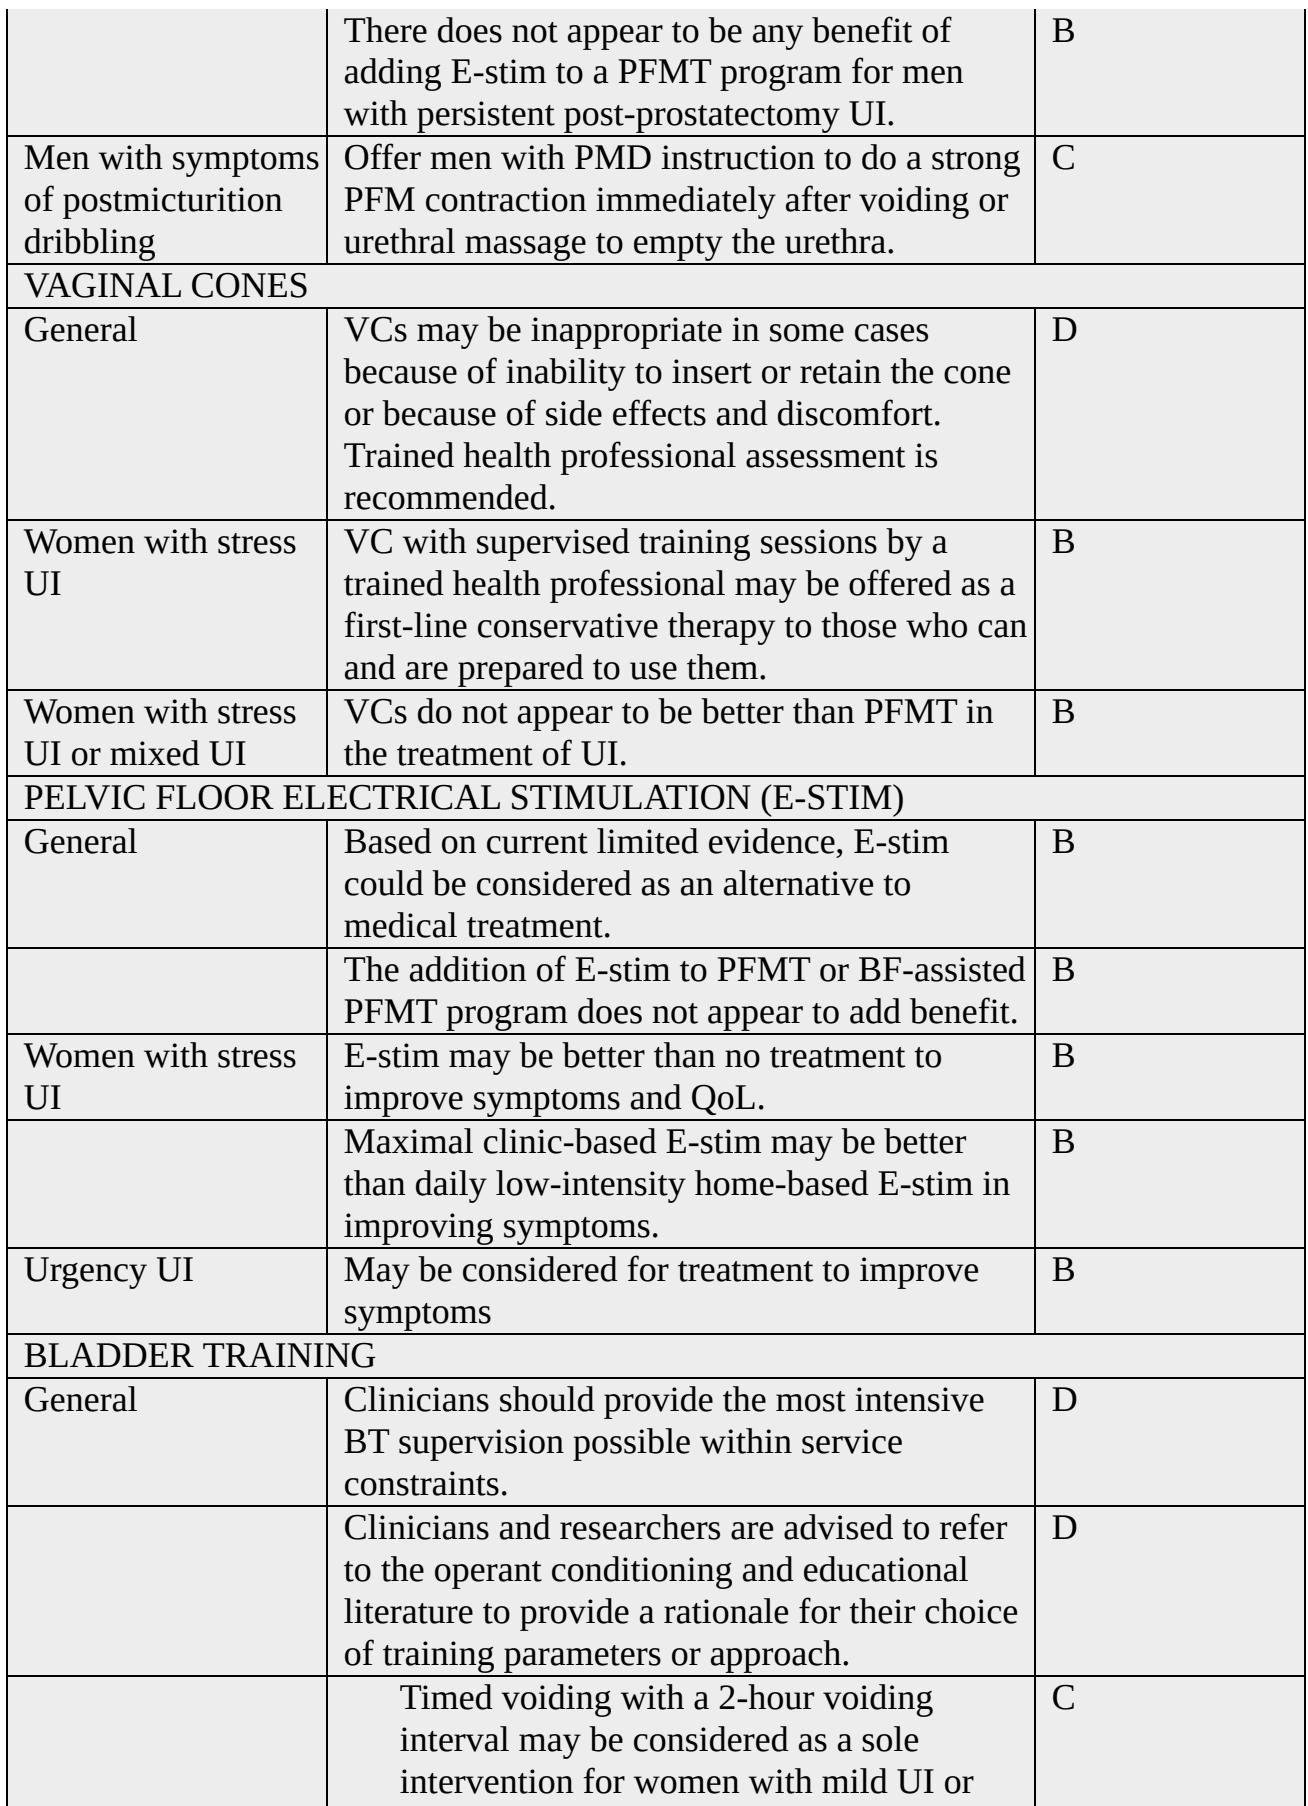 There does not appear to be any benefit of
adding E-stim to a PFMT program for men
with persistent post-prostatectomy UI.
B
Men with symptoms
of postmicturition
dribbling
Offer men with PMD instruction to do a strong
PFM contraction immediately after voiding or
urethral massage to empty the urethra.
C
VAGINAL CONES
General
VCs may be inappropriate in some cases
because of inability to insert or retain the cone
or because of side effects and discomfort.
Trained health professional assessment is
recommended.
D
Women with stress
UI
VC with supervised training sessions by a
trained health professional may be offered as a
first-line conservative therapy to those who can
and are prepared to use them.
B
Women with stress
UI or mixed UI
VCs do not appear to be better than PFMT in
the treatment of UI.
B
PELVIC FLOOR ELECTRICAL STIMULATION (E-STIM)
General
Based on current limited evidence, E-stim
could be considered as an alternative to
medical treatment.
B
The addition of E-stim to PFMT or BF-assisted
PFMT program does not appear to add benefit.
B
Women with stress
UI
E-stim may be better than no treatment to
improve symptoms and QoL.
B
Maximal clinic-based E-stim may be better
than daily low-intensity home-based E-stim in
improving symptoms.
B
Urgency UI
May be considered for treatment to improve
symptoms
B
BLADDER TRAINING
General
Clinicians should provide the most intensive
BT supervision possible within service
constraints.
D
Clinicians and researchers are advised to refer
to the operant conditioning and educational
literature to provide a rationale for their choice
of training parameters or approach.
D
Timed voiding with a 2-hour voiding
interval may be considered as a sole
intervention for women with mild UI or
C